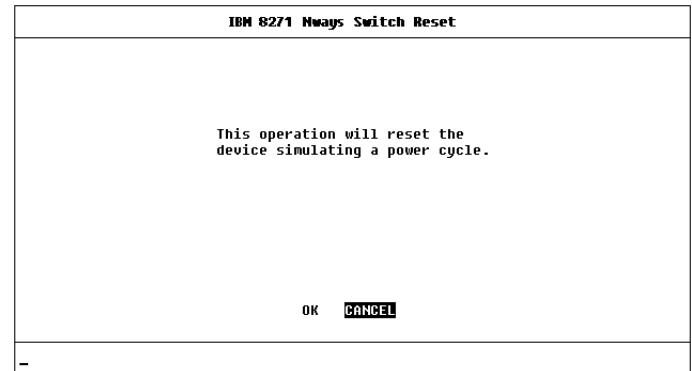 IBM 8271 Nways Switch Reset
This operation will reset the
device simulating a power cycle.
OK CANCEL